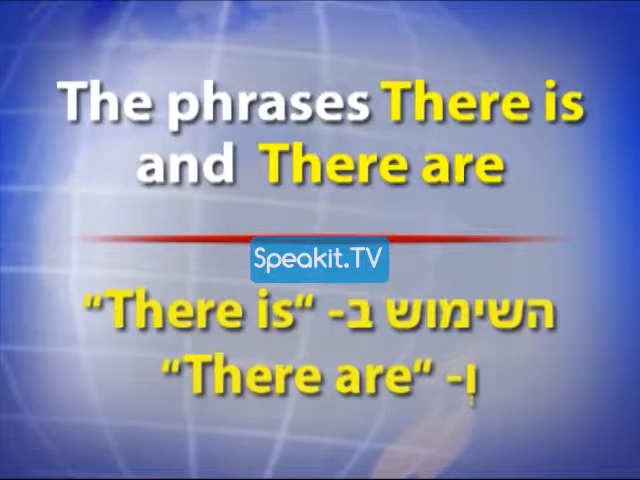 The phrases There is
and There are
Speakit.TV
השימוש ב- "There is"
וְ- "There are"